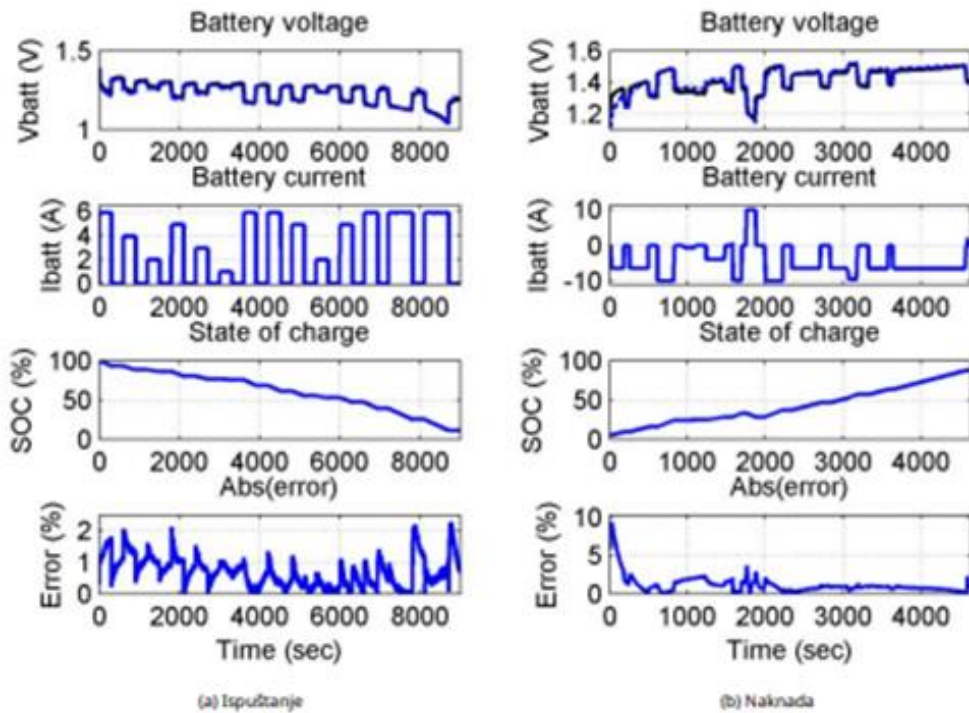 Battery voltage
Vbatt (V)
1.5
1
0 2000 4000 6000 8000
Battery current
Ibatt (A)
6
4
2
0
0 2000 4000 6000 8000
State of charge
SOC (%)
100
50
0
0 2000 4000 6000 8000
Abs(error)
Error (%)
2
1
0
0 2000 4000 6000 8000
Time (sec)
(a) Ispuštanje
Battery voltage
Vbatt (V)
1.6
1.4
1.2
0 1000 2000 3000 4000
Battery current
Ibatt (A)
10
0
-10
0 1000 2000 3000 4000
State of charge
SOC (%)
100
50
0
0 1000 2000 3000 4000
Abs(error)
Error (%)
10
5
0
0 1000 2000 3000 4000
Time (sec)
(b) Naknada